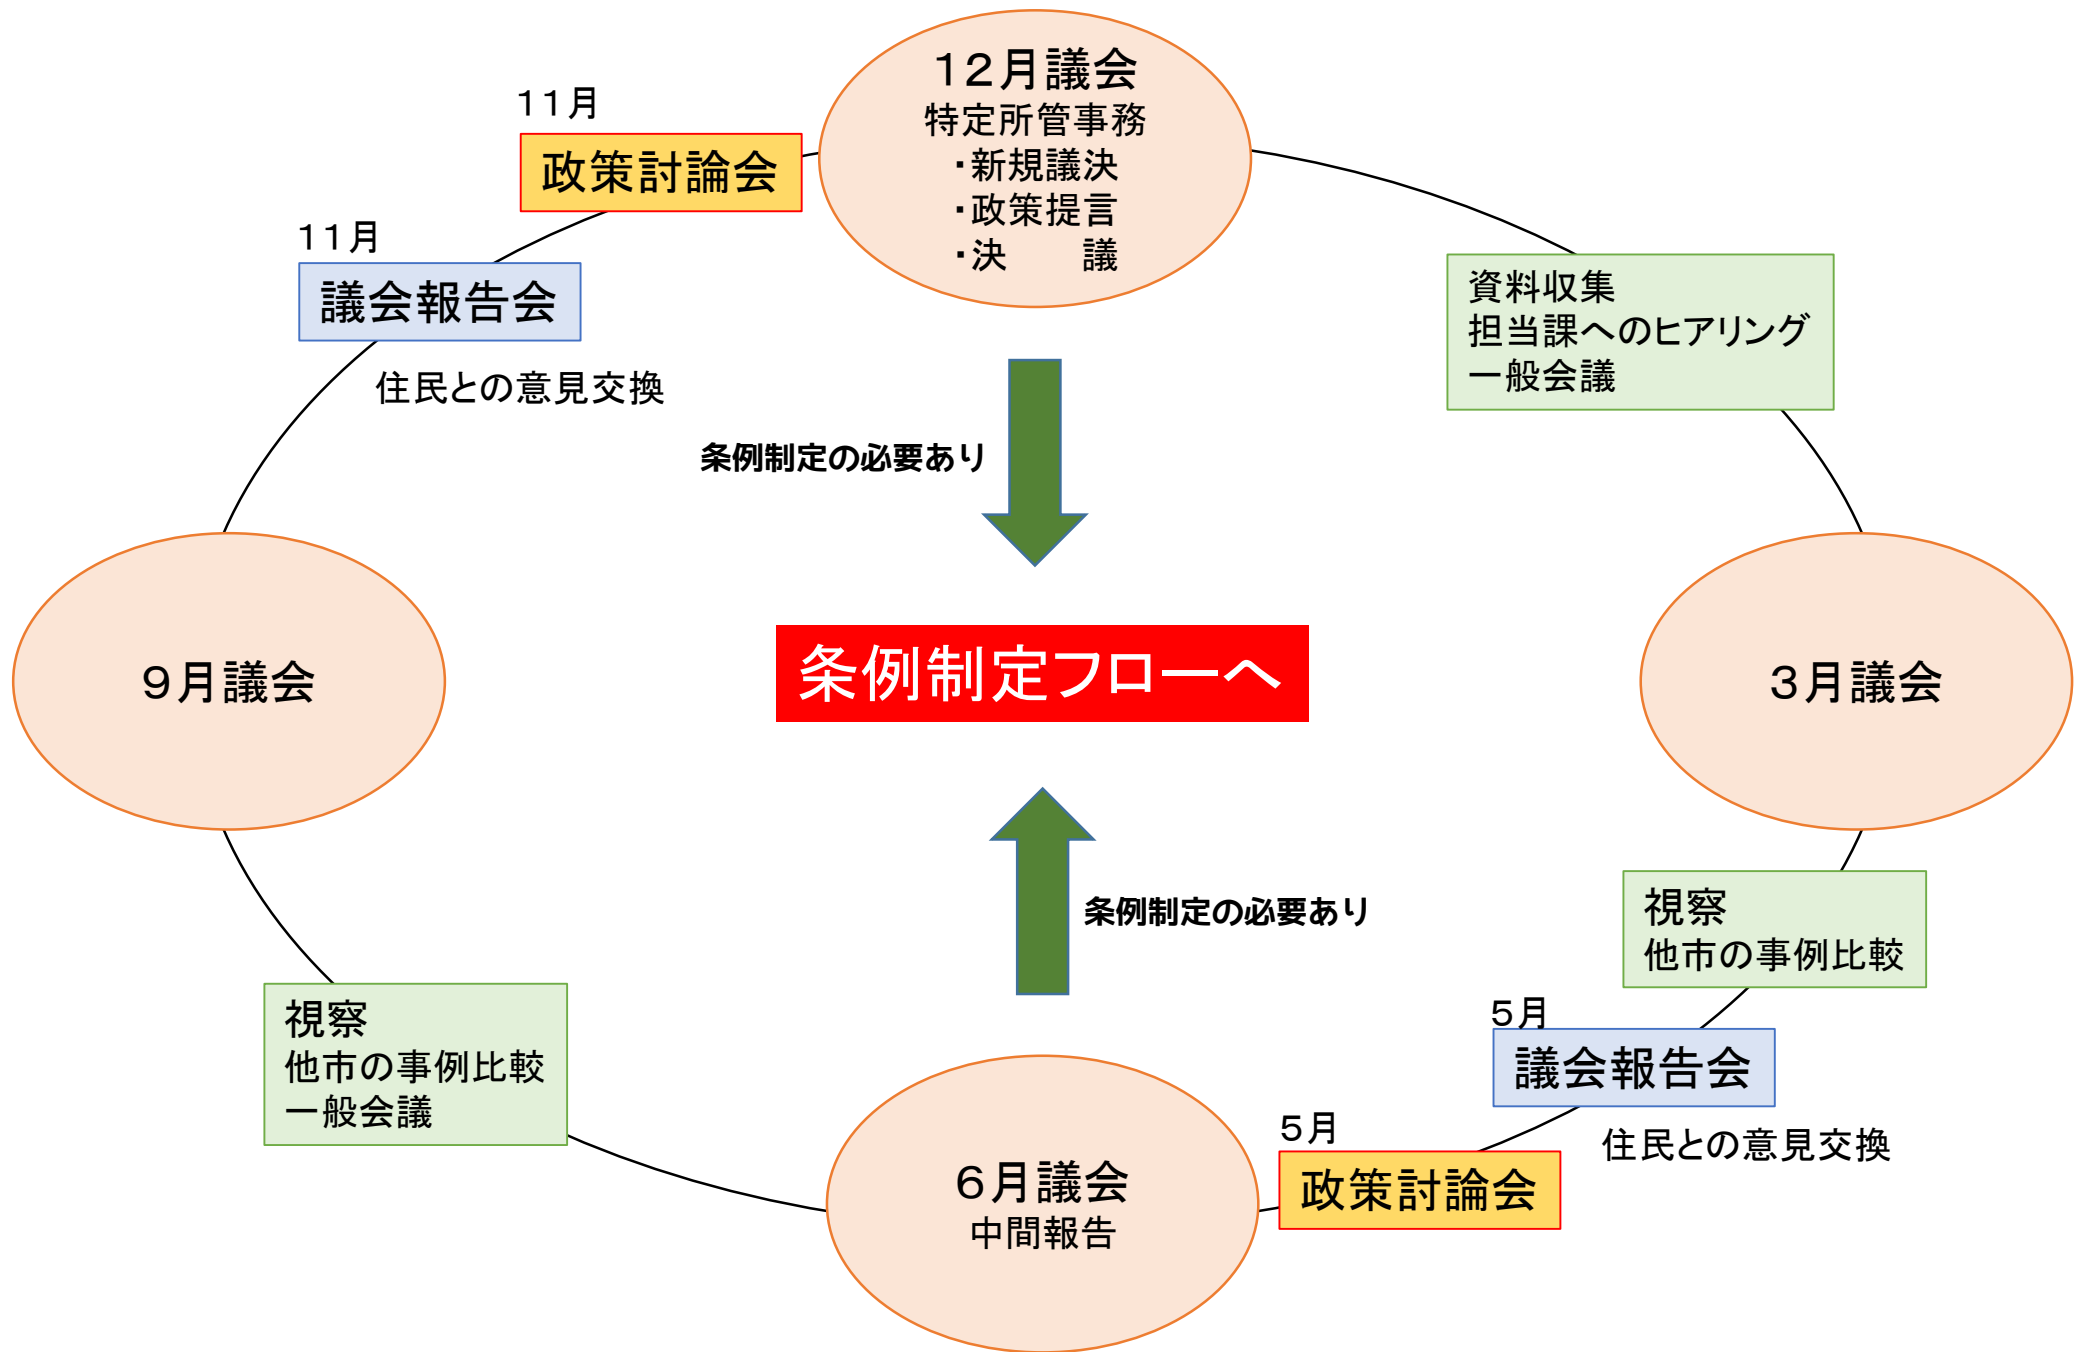 １２月議会
特定所管事務
・新規議決
・政策提言
・決　　議
１１月
政策討論会
１１月
議会報告会
住民との意見交換
資料収集
担当課へのヒアリング
一般会議
条例制定の必要あり
条例制定フローへ
９月議会
３月議会
条例制定の必要あり
視察
他市の事例比較
５月
議会報告会
住民との意見交換
５月
政策討論会
６月議会
中間報告
視察
他市の事例比較
一般会議